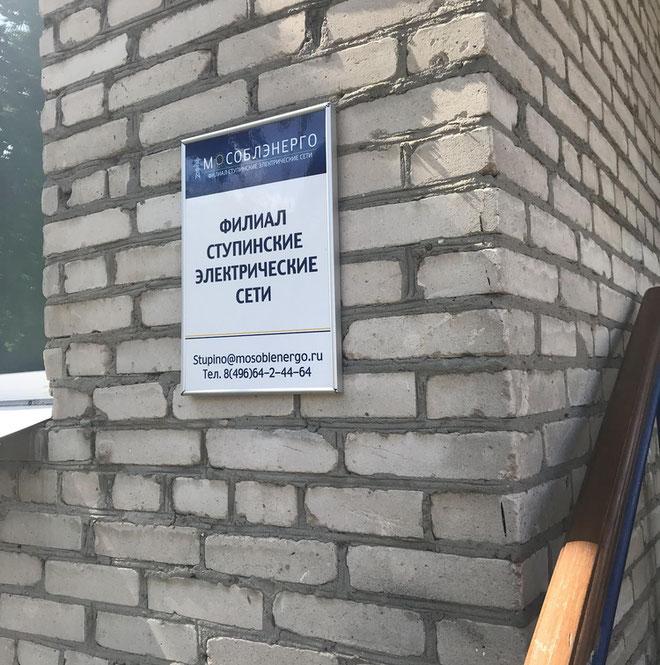 МОСОБЛЭНЕРГО
ФИЛИАЛ СТУПИНСКИЕ ЭЛЕКТРИЧЕСКИЕ СЕТИ
ФИЛИАЛ
СТУПИНСКИЕ
ЭЛЕКТРИЧЕСКИЕ
СЕТИ
Stupino@mosoblenergo.ru
Тел. 8(496)64-2-44-64